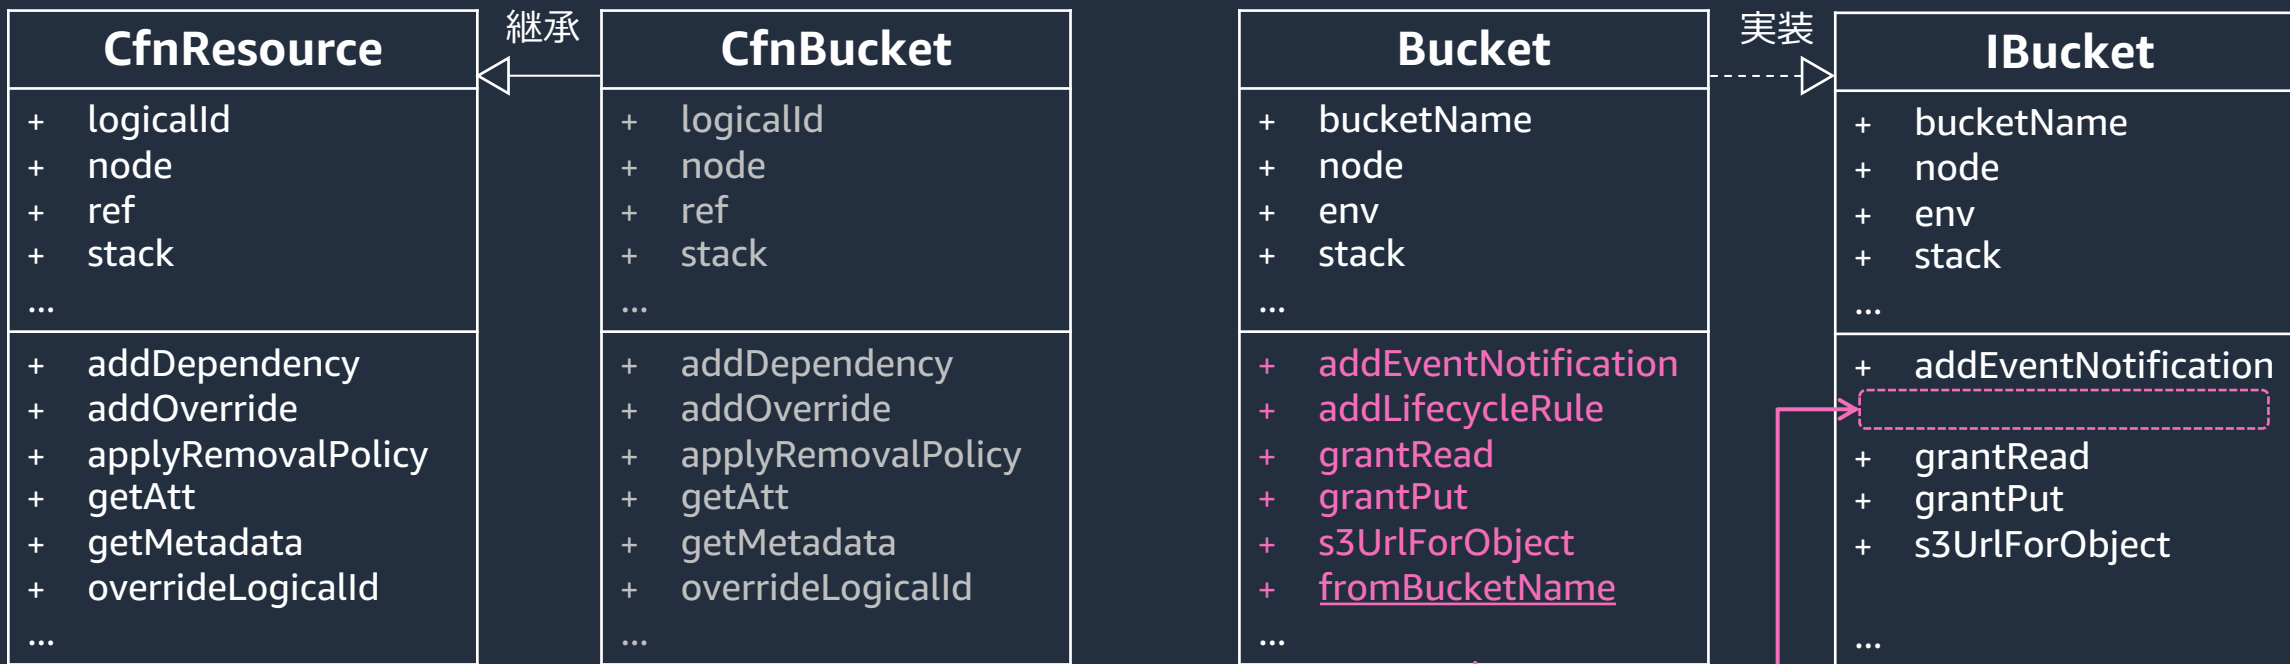 CfnResource
+ logicalId
+ node
+ ref
+ stack
...
+ addDependency
+ addOverride
+ applyRemovalPolicy
+ getAtt
+ getMetadata
+ overrideLogicalId
...
継承
CfnBucket
+ logicalId
+ node
+ ref
+ stack
...
+ addDependency
+ addOverride
+ applyRemovalPolicy
+ getAtt
+ getMetadata
+ overrideLogicalId
...
Bucket
+ bucketName
+ node
+ env
+ stack
...
+ addEventNotification
+ addLifecycleRule
+ grantRead
+ grantPut
+ s3UrlForObject
+ fromBucketName
...
実装
IBucket
+ bucketName
+ node
+ env
+ stack
...
+ addEventNotification
+ grantRead
+ grantPut
+ s3UrlForObject
...